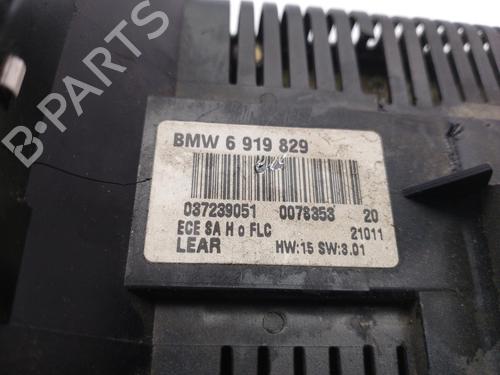 BMW 6 919 829
037239051 0078353 20
ECE SA H o FLC 21011
LEAR HW:15 SW:3.01
B-PARTS